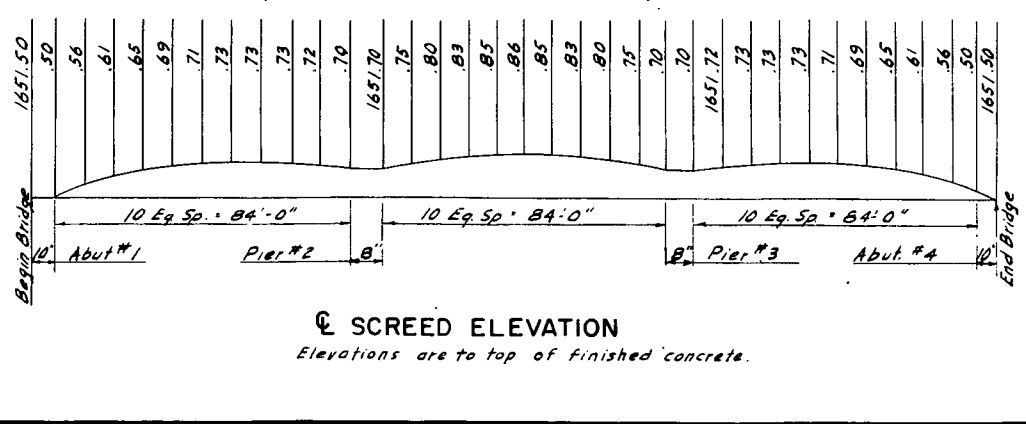 1651.50 .50 .56 .61 .65 .69 .71 .73 .73 .73 .72 .70 1651.70 .75 .80 .83 .85 .86 .85 .83 .80 .75 .70 .70 1651.72 .73 .73 .73 .71 .69 .65 .61 .56 .50 1651.50
10 Eq. Sp. = 84'-0" 10 Eq. Sp = 84'-0" 10 Eq. Sp. = 84'-0"
Begin Bridge 10" Abut #1 Pier #2 8" 8" Pier #3 Abut. #4 10" End Bridge
℄ SCREED ELEVATION
Elevations are to top of finished concrete.